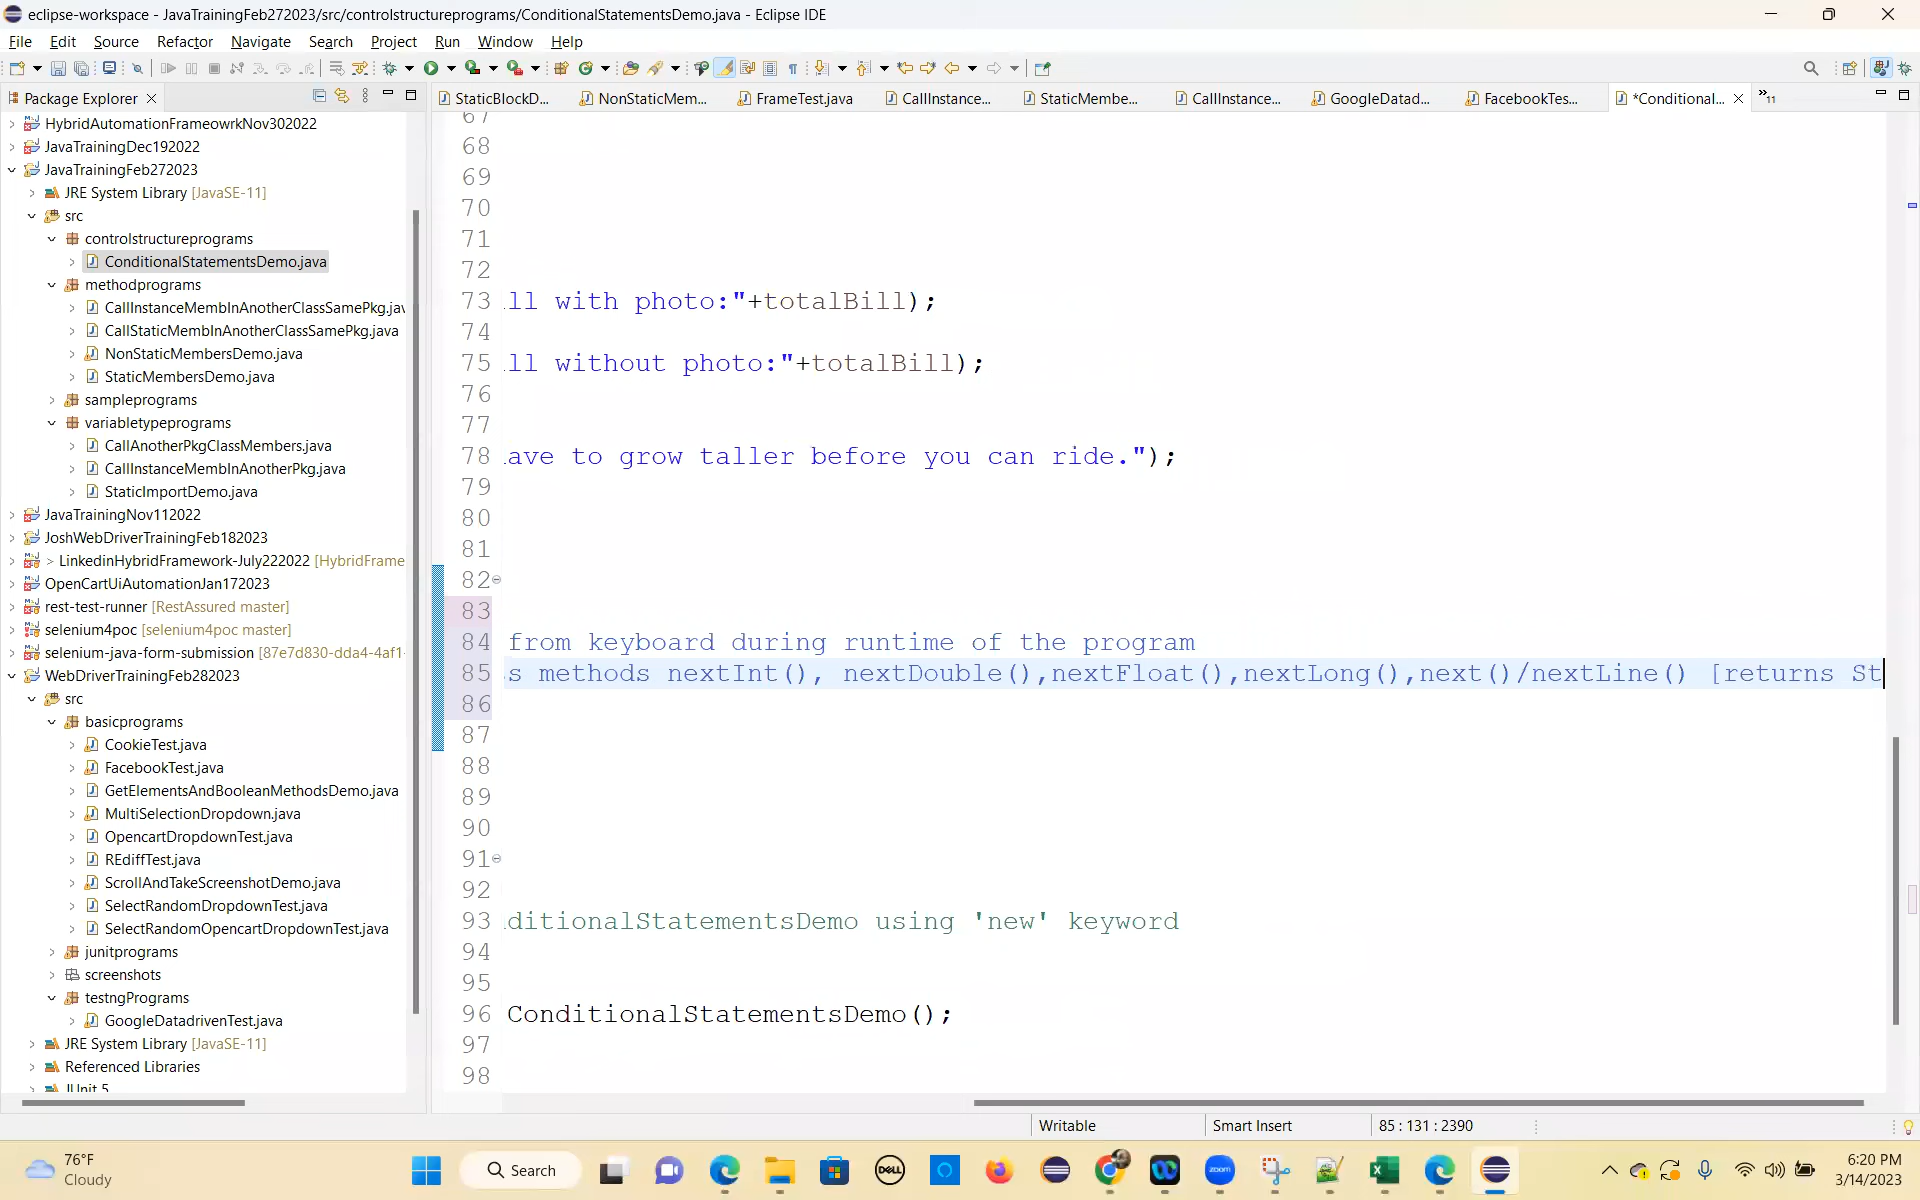 eclipse-workspace - JavaTrainingFeb272023/src/controlstructureprograms/ConditionalStatementsDemo.java - Eclipse IDE
File Edit Source Refactor Navigate Search Project Run Window Help
Package Explorer
StaticBlockD... NonStaticMem... FrameTest.java CallInstance... StaticMembe... CallInstance... GoogleDatad... FacebookTes... *Conditional... 11
HybridAutomationFrameowrkNov302022
JavaTrainingDec192022
JavaTrainingFeb272023
JRE System Library [JavaSE-11]
src
controlstructureprograms
ConditionalStatementsDemo.java
methodprograms
CallInstanceMembInAnotherClassSamePkg.jav
CallStaticMembInAnotherClassSamePkg.java
NonStaticMembersDemo.java
StaticMembersDemo.java
sampleprograms
variabletypeprograms
CallAnotherPkgClassMembers.java
CallInstanceMembInAnotherPkg.java
StaticImportDemo.java
JavaTrainingNov112022
JoshWebDriverTrainingFeb182023
> LinkedinHybridFramework-July222022 [HybridFrame
OpenCartUiAutomationJan172023
rest-test-runner [RestAssured master]
selenium4poc [selenium4poc master]
selenium-java-form-submission [87e7d830-dda4-4af1-
WebDriverTrainingFeb282023
src
basicprograms
CookieTest.java
FacebookTest.java
GetElementsAndBooleanMethodsDemo.java
MultiSelectionDropdown.java
OpencartDropdownTest.java
REdiffTest.java
ScrollAndTakeScreenshotDemo.java
SelectRandomDropdownTest.java
SelectRandomOpencartDropdownTest.java
junitprograms
screenshots
testngPrograms
GoogleDatadrivenTest.java
JRE System Library [JavaSE-11]
Referenced Libraries
JUnit 5
67
68
69
70
71
72
73 ll with photo:"+totalBill);
74
75 ll without photo:"+totalBill);
76
77
78 ave to grow taller before you can ride.");
79
80
81
82
83
84 from keyboard during runtime of the program
85 s methods nextInt(), nextDouble(),nextFloat(),nextLong(),next()/nextLine() [returns St
86
87
88
89
90
91
92
93 ditionalStatementsDemo using 'new' keyword
94
95
96 ConditionalStatementsDemo();
97
98
Writable Smart Insert 85 : 131 : 2390
76°F
Cloudy
Search
DELL
zoom
6:20 PM
3/14/2023